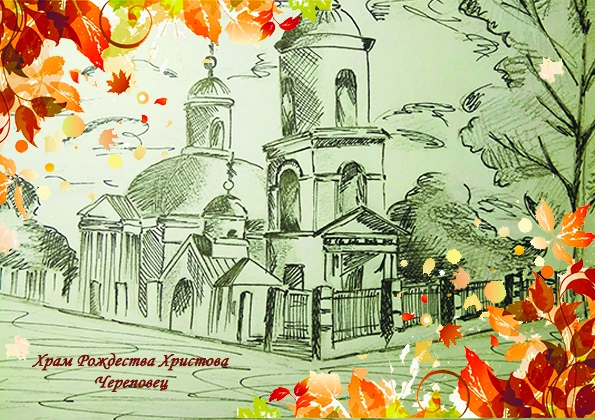 Храм Рождества Христова
Череповец